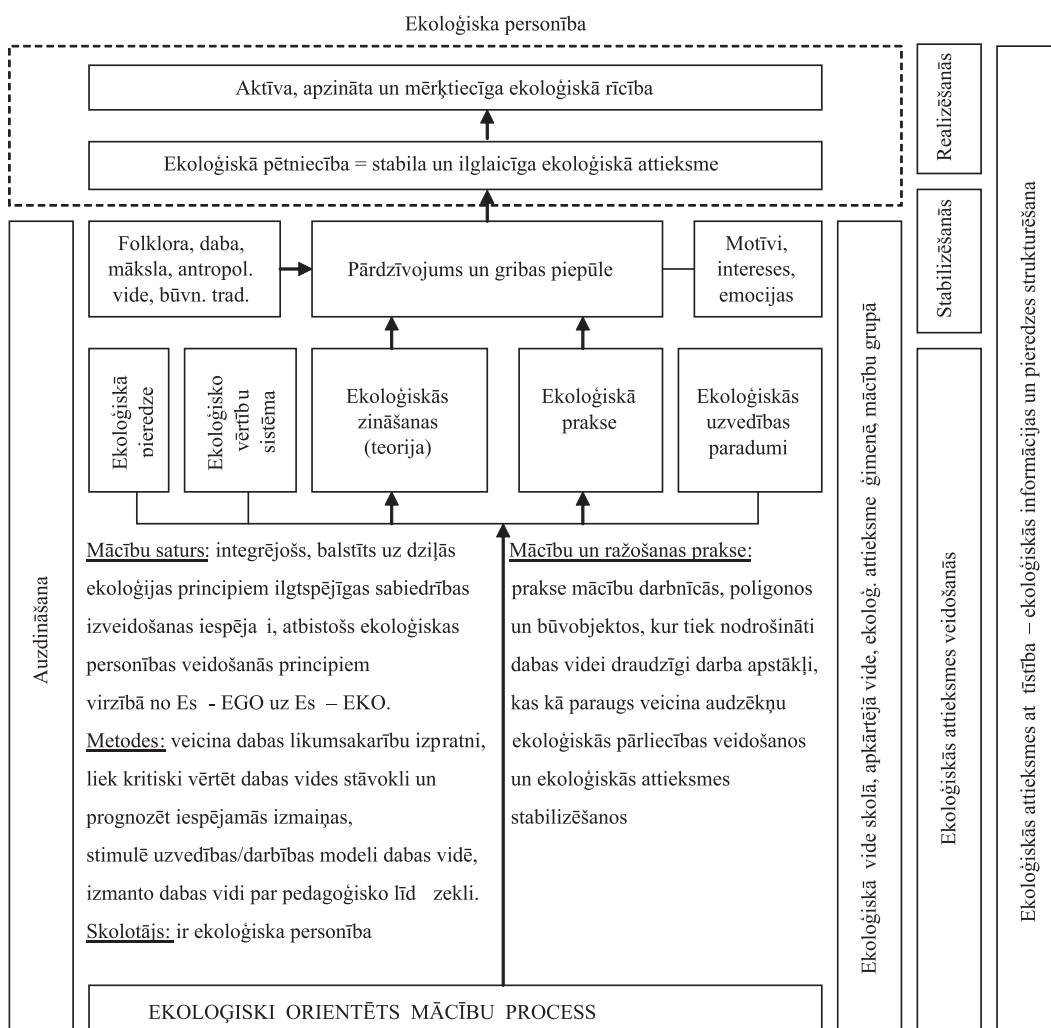 Ekoloģiska personība
Aktīva, apzināta un mērķtiecīga ekoloģiskā rīcība
Ekoloģiskā pētniecība = stabila un ilglaicīga ekoloģiskā attieksme
Folklora, daba,
māksla, antropol.
vide, būvn. trad.
Pārdzīvojums un gribas piepūle
Motīvi,
intereses,
emocijas
Ekoloģiskā
pieredze
Ekoloģisko
vērtību
sistēma
Ekoloģiskās
zināšanas
(teorija)
Ekoloģiskā
prakse
Ekoloģiskās
uzvedības
paradumi
Mācību saturs: integrējošs, balstīts uz dziļās
ekoloģijas principiem ilgtspējīgas sabiedrības
izveidošanas iespēja i, atbistošs ekoloģiskas
personības veidošanās principiem
virzībā no Es - EGO uz Es – EKO.
Metodes: veicina dabas likumsakarību izpratni,
liek kritiski vērtēt dabas vides stāvokli un
prognozēt iespējamās izmaiņas,
stimulē uzvedības/darbības modeli dabas vidē,
izmanto dabas vidi par pedagoģisko līd zekli.
Skolotājs: ir ekoloģiska personība
Mācību un ražošanas prakse:
prakse mācību darbnīcās, poligonos
un būvobjektos, kur tiek nodrošināti
dabas videi draudzīgi darba apstākļi,
kas kā paraugs veicina audzēkņu
ekoloģiskās pārliecības veidošanos
un ekoloģiskās attieksmes
stabilizēšanos
EKOLOĢISKI ORIENTĒTS MĀCĪBU PROCESS
Auzdināšana
Ekoloģiskā vide skolā, apkārtējā vide, ekoloģ. attieksme ģimenē, mācību grupā
Realizēšanās
Stabilizēšanās
Ekoloģiskās attieksmes veidošanās
Ekoloģiskās attieksmes at tīstība – ekoloģiskās informācijas un pieredzes strukturēšana